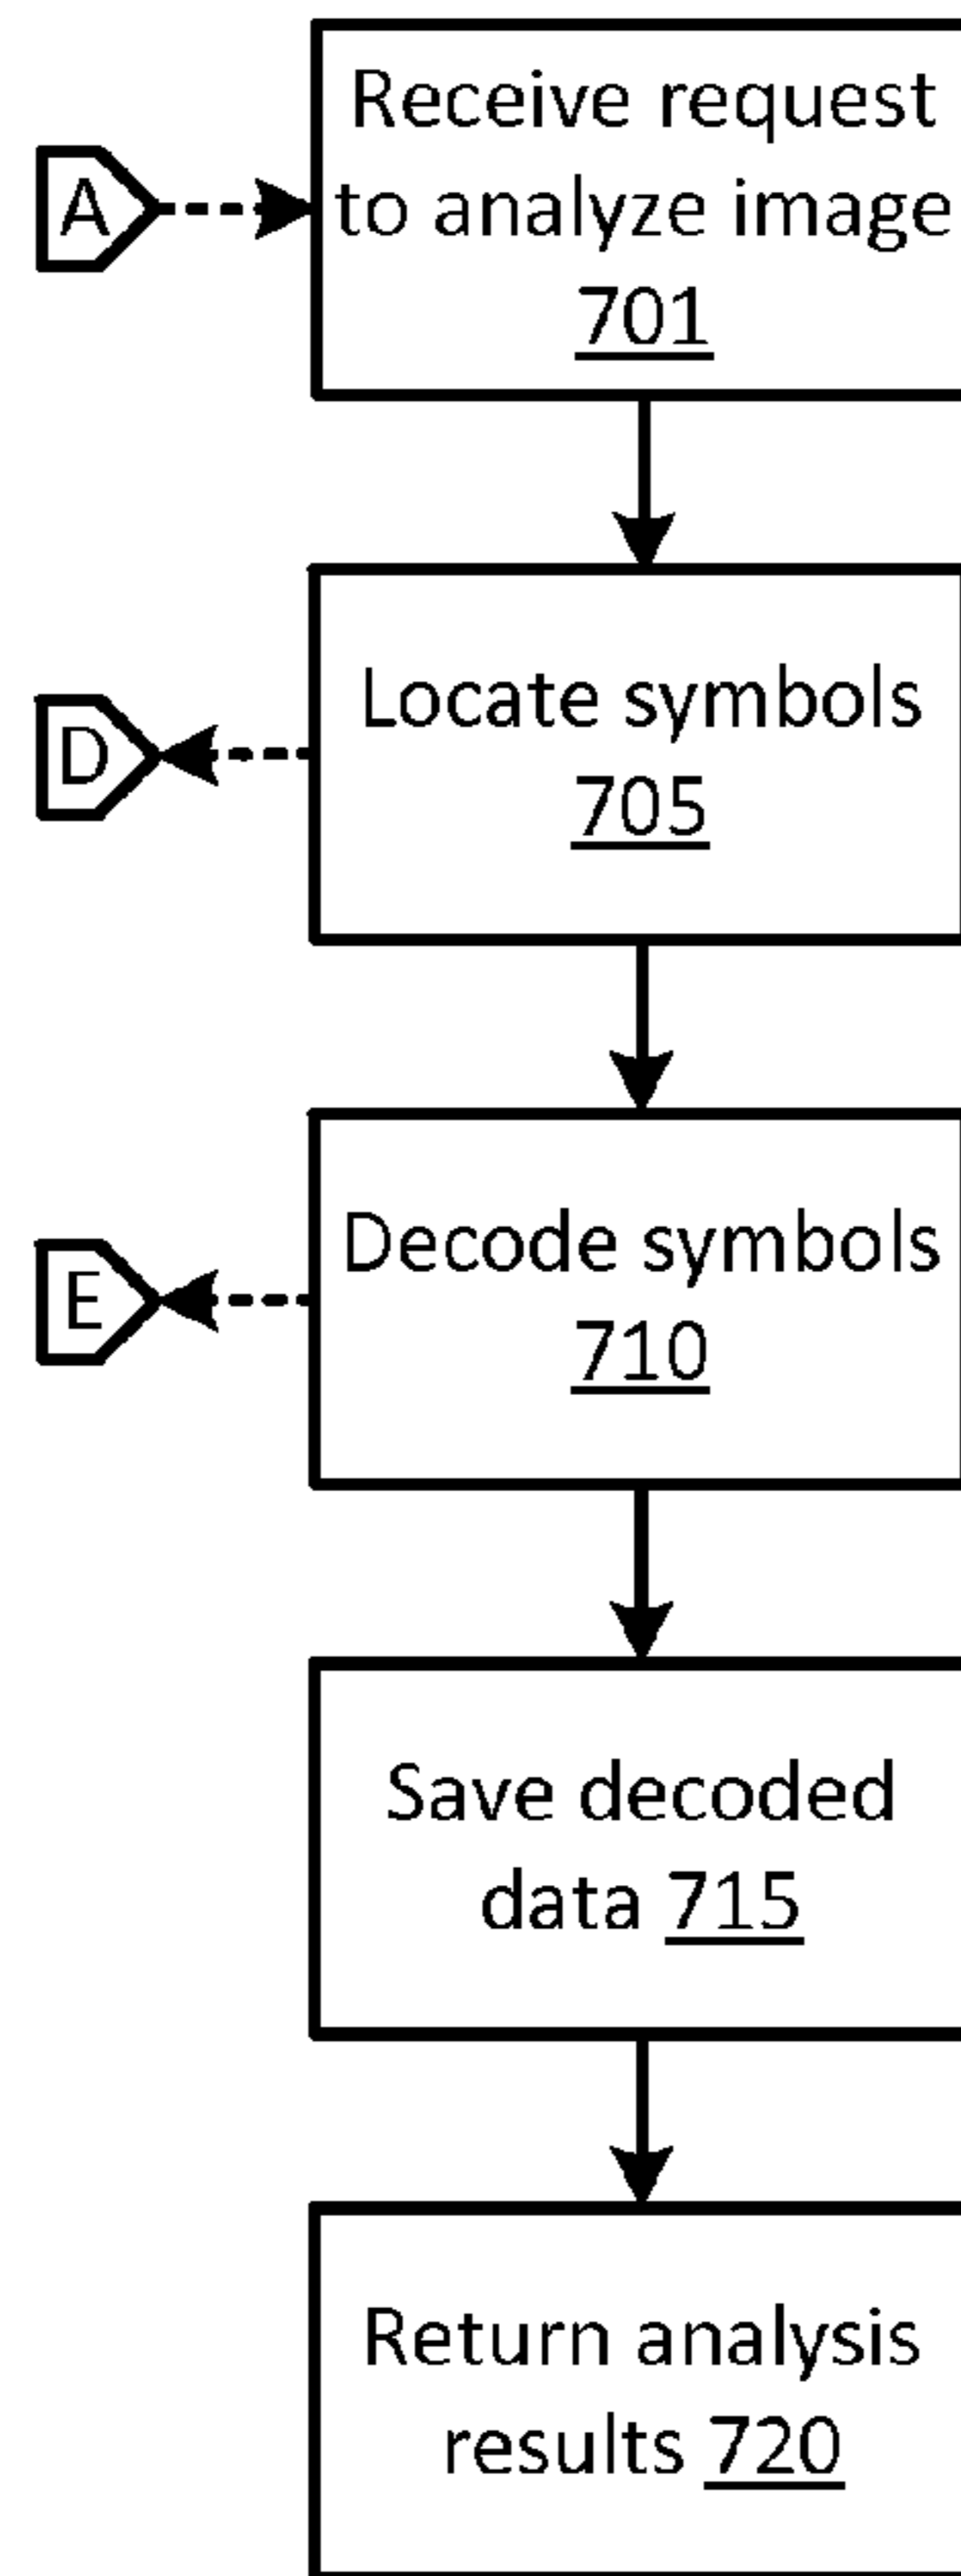 Receive request
A
to analyze image
701
Locate symbols
D
705
Decode symbols
E
710
Save decoded
data 715
Return analysis
results 720